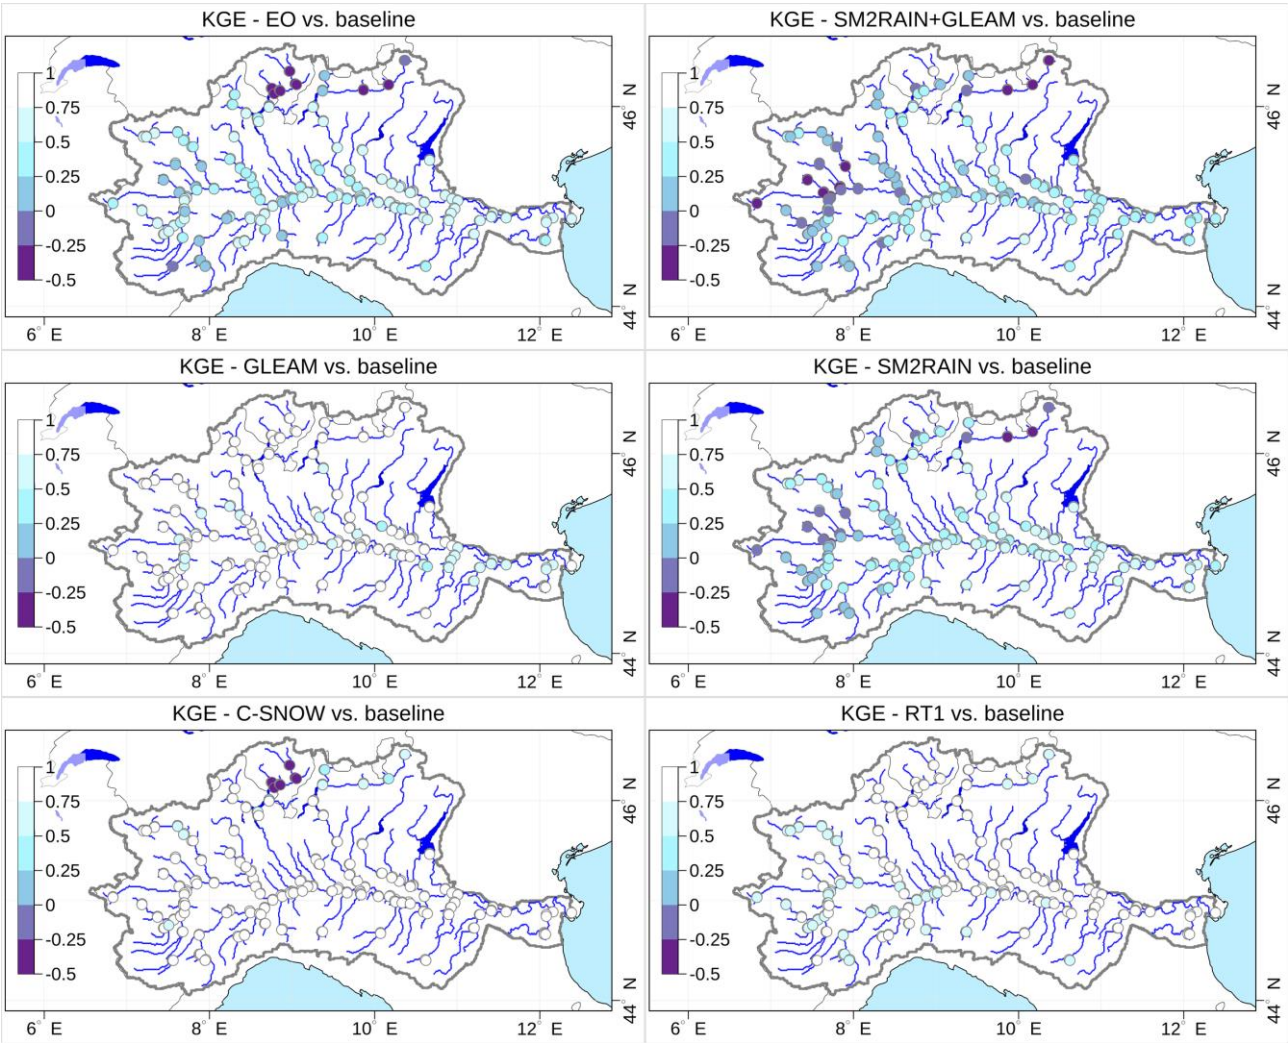 KGE - EO vs. baseline
1
0.75
0.5
0.25
0
-0.25
-0.5
46° N
44° N
6° E
8° E
10° E
12° E
KGE - SM2RAIN+GLEAM vs. baseline
1
0.75
0.5
0.25
0
-0.25
-0.5
46° N
44° N
6° E
8° E
10° E
12° E
KGE - GLEAM vs. baseline
1
0.75
0.5
0.25
0
-0.25
-0.5
46° N
44° N
6° E
8° E
10° E
12° E
KGE - SM2RAIN vs. baseline
1
0.75
0.5
0.25
0
-0.25
-0.5
46° N
44° N
6° E
8° E
10° E
12° E
KGE - C-SNOW vs. baseline
1
0.75
0.5
0.25
0
-0.25
-0.5
46° N
44° N
6° E
8° E
10° E
12° E
KGE - RT1 vs. baseline
1
0.75
0.5
0.25
0
-0.25
-0.5
46° N
44° N
6° E
8° E
10° E
12° E